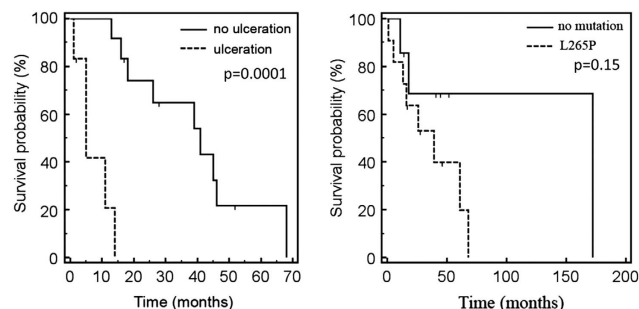 Survival probability (%)
100
80
60
40
20
0
no ulceration
ulceration
p=0.0001
0 10 20 30 40 50 60 70
Time (months)
Survival probability (%)
100
80
60
40
20
0
no mutation
L265P
p=0.15
0 50 100 150 200
Time (months)